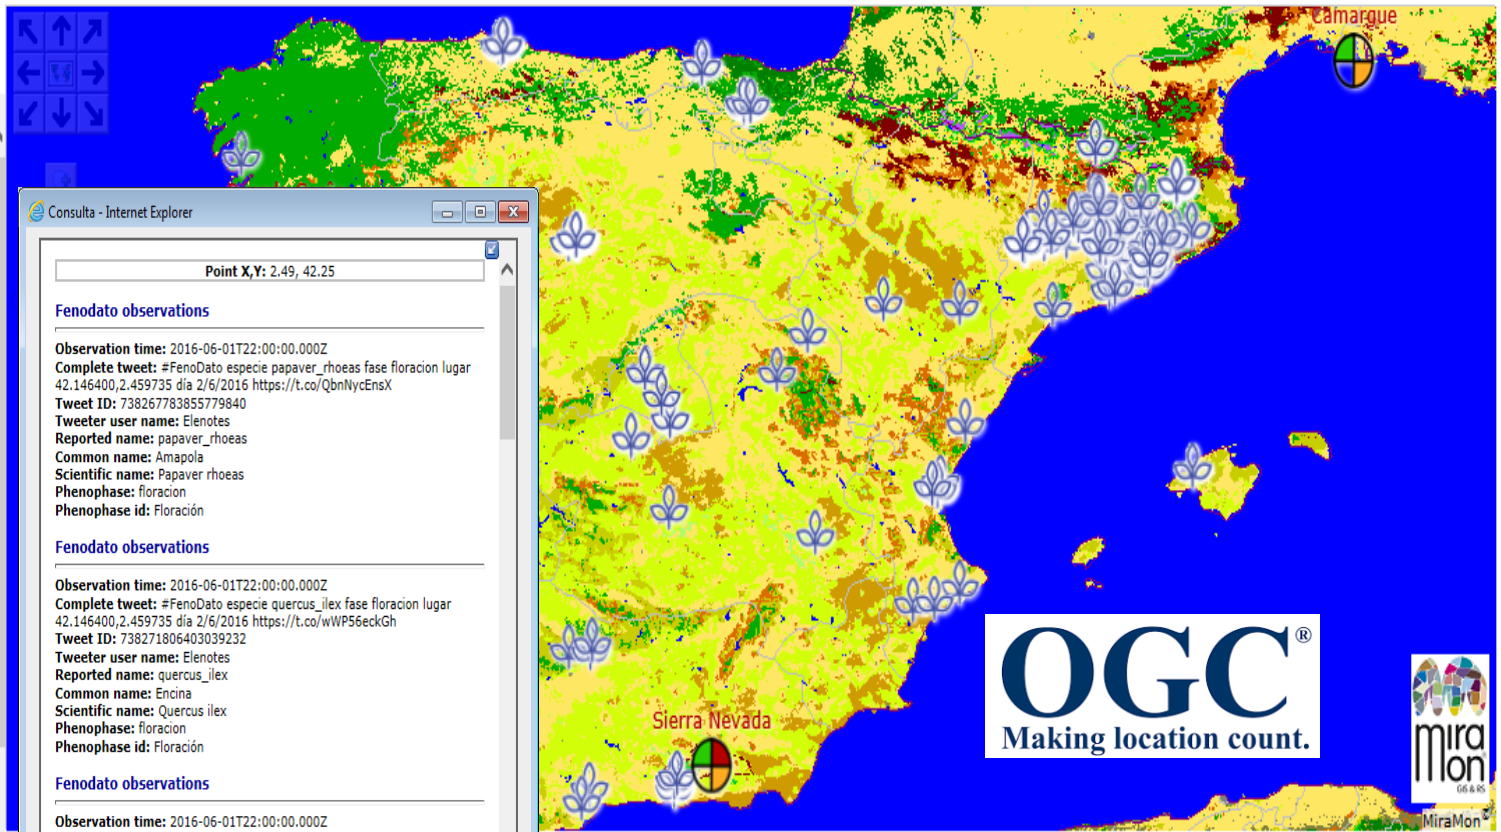 Camargue
Consulta - Internet Explorer
Point X,Y: 2.49, 42.25
Fenodato observations
Observation time: 2016-06-01T22:00:00.000Z
Complete tweet: #FenoDato especie papaver_rhoeas fase floracion lugar
42.146400,2.459735 día 2/6/2016 https://t.co/QbnNycEnsX
Tweet ID: 738267783855779840
Tweeter user name: Elenotes
Reported name: papaver_rhoeas
Common name: Amapola
Scientific name: Papaver rhoeas
Phenophase: floracion
Phenophase id: Floración
Fenodato observations
Observation time: 2016-06-01T22:00:00.000Z
Complete tweet: #FenoDato especie quercus_ilex fase floracion lugar
42.146400,2.459735 día 2/6/2016 https://t.co/wWP56eckGh
Tweet ID: 738271806403039232
Tweeter user name: Elenotes
Reported name: quercus_ilex
Common name: Encina
Scientific name: Quercus ilex
Phenophase: floracion
Phenophase id: Floración
Fenodato observations
Observation time: 2016-06-01T22:00:00.000Z
Sierra Nevada
OGC®
Making location count.
mira
mon
GIS & RS
MiraMon